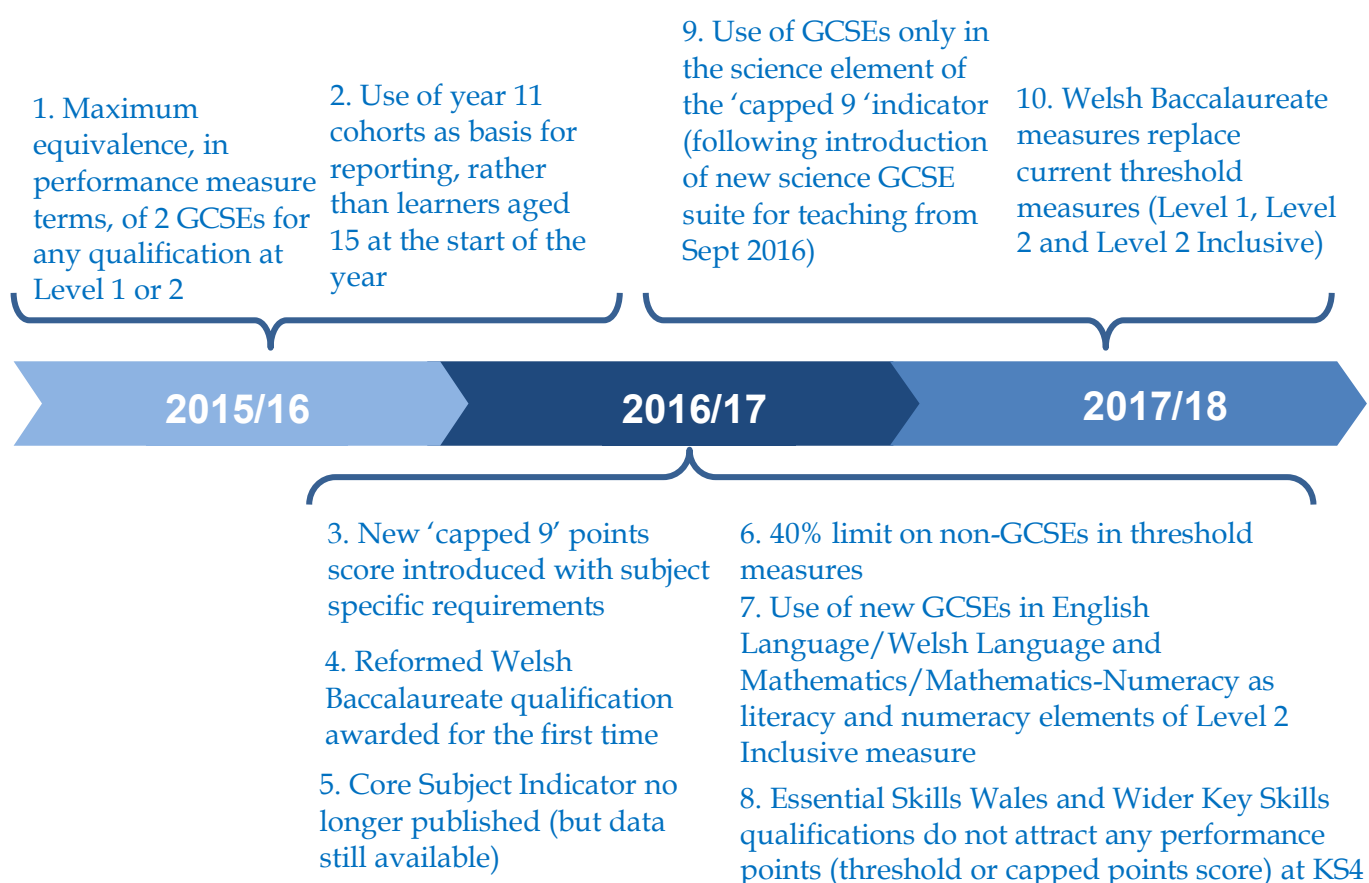 1. Maximum
equivalence, in
performance measure
terms, of 2 GCSEs for
any qualification at
Level 1 or 2
2. Use of year 11
cohorts as basis for
reporting, rather
than learners aged
15 at the start of the
year
9. Use of GCSEs only in
the science element of
the ‘capped 9 ‘indicator
(following introduction
of new science GCSE
suite for teaching from
Sept 2016)
10. Welsh Baccalaureate
measures replace
current threshold
measures (Level 1, Level
2 and Level 2 Inclusive)
2015/16
2016/17
2017/18
3. New ‘capped 9’ points
score introduced with subject
specific requirements
4. Reformed Welsh
Baccalaureate qualification
awarded for the first time
5. Core Subject Indicator no
longer published (but data
still available)
6. 40% limit on non-GCSEs in threshold
measures
7. Use of new GCSEs in English
Language/Welsh Language and
Mathematics/Mathematics-Numeracy as
literacy and numeracy elements of Level 2
Inclusive measure
8. Essential Skills Wales and Wider Key Skills
qualifications do not attract any performance
points (threshold or capped points score) at KS4